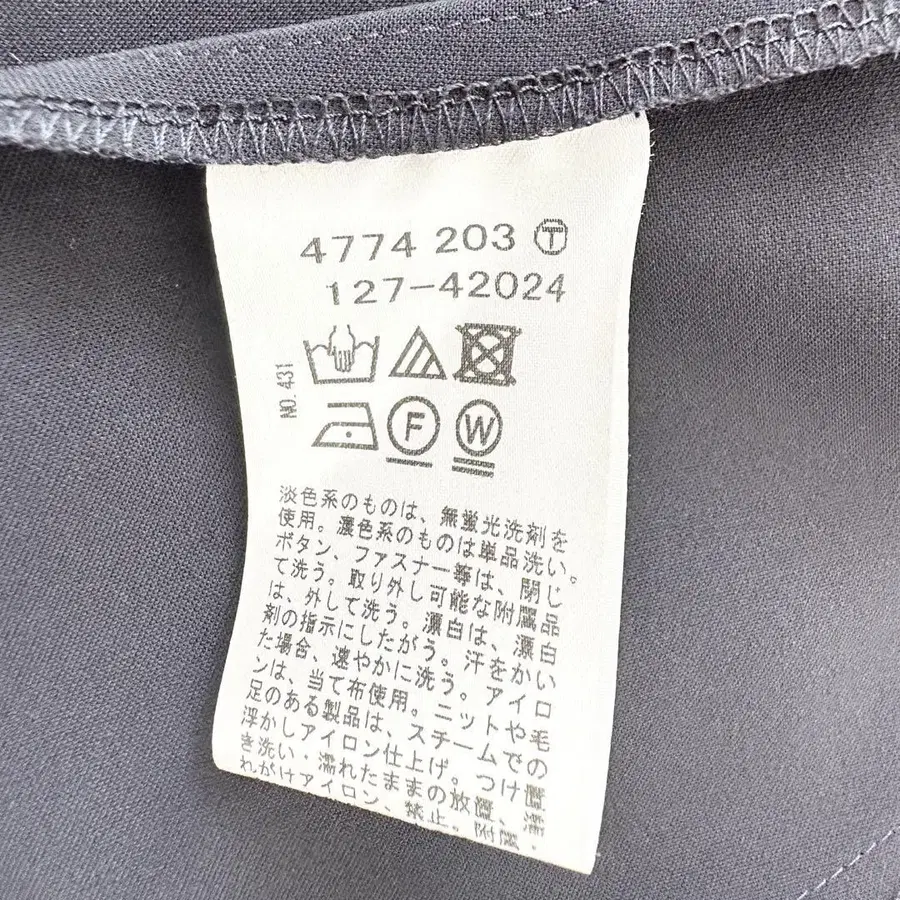 4774 203 Ⓣ
127-42024
NO. 431
F W
淡色系のものは、無蛍光洗剤を
使用。濃色系のものは単品洗い。
ボタン、ファスナー等は、閉じ
て洗う。取り外し可能な附属品
は、外して洗う。漂白は、漂白
剤の指示にしたがう。汗をかい
た場合、速やかに洗う。アイロ
ンは、当て布使用。ニットや毛
足のある製品は、スチームでの
浮かしアイロン仕上げ。つけ置
き洗い・濡れたままの放置、濡
れがけアイロン、禁止。附属・